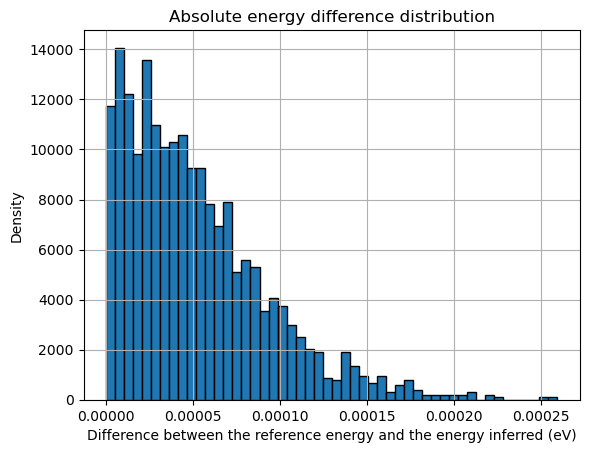 Absolute energy difference distribution
Density
14000
12000
10000
8000
6000
4000
2000
0
0.00000 0.00005 0.00010 0.00015 0.00020 0.00025
Difference between the reference energy and the energy inferred (eV)